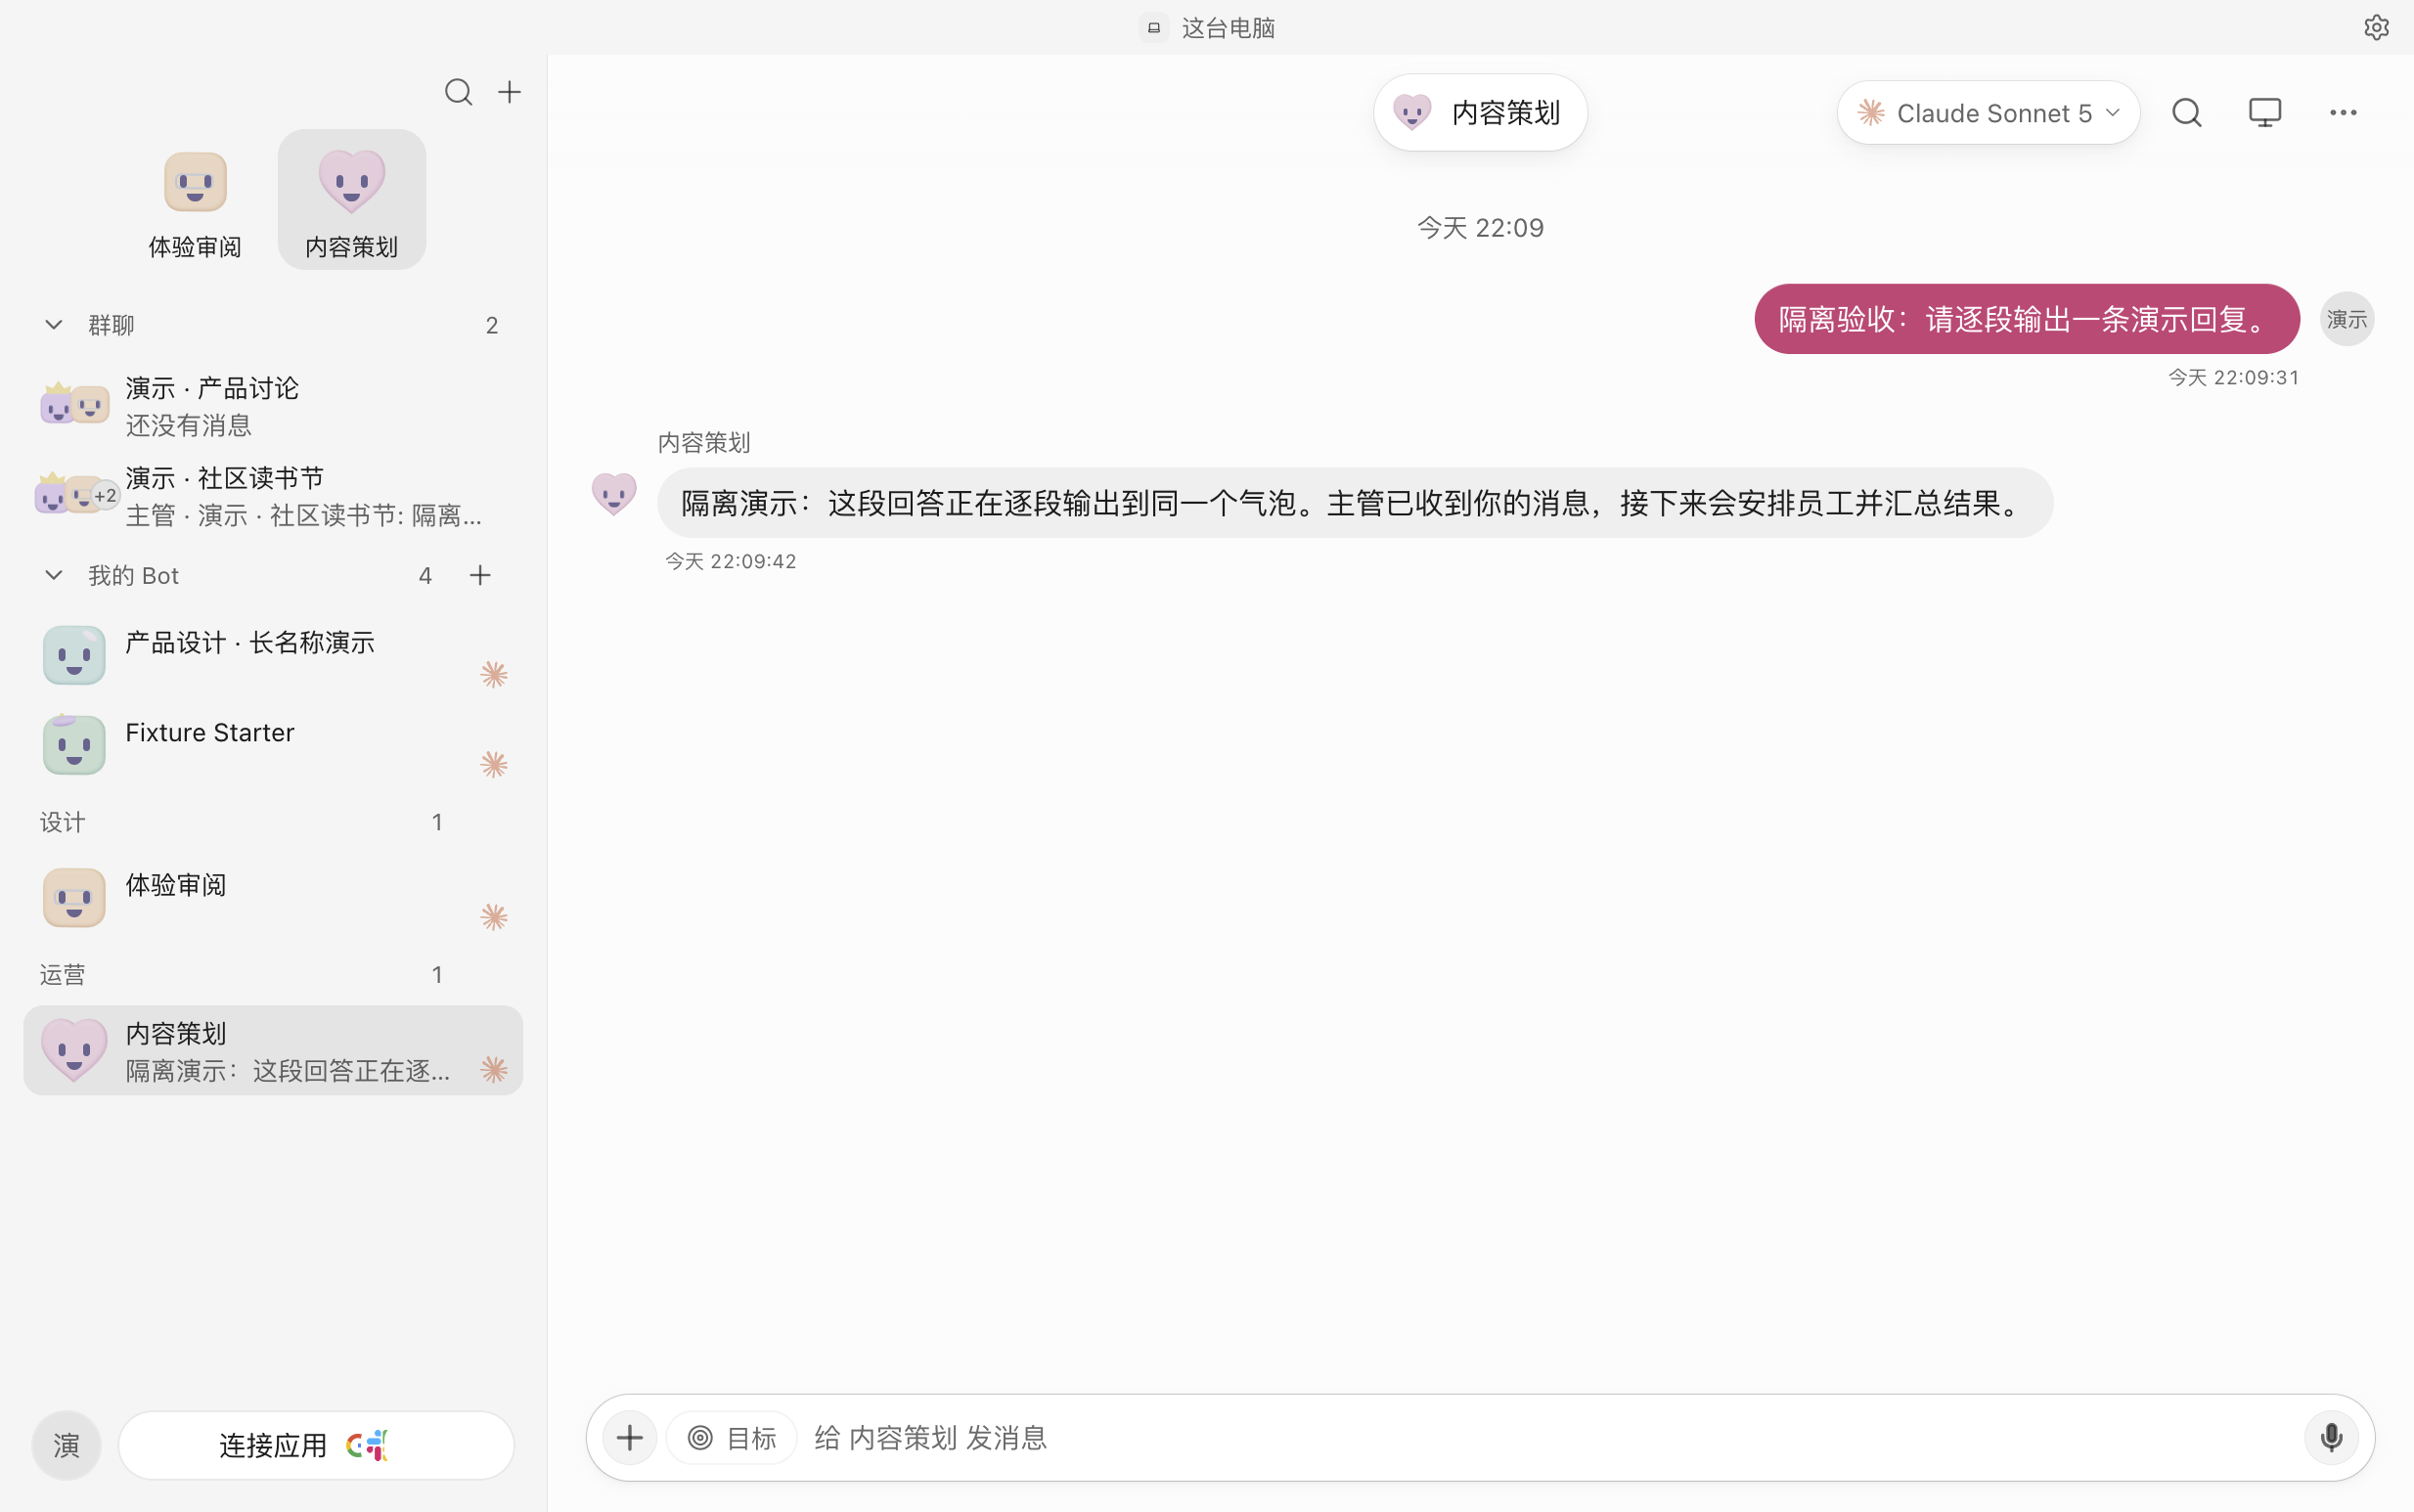 这台电脑
体验审阅
内容策划
群聊
2
演示 · 产品讨论
还没有消息
+2
演示 · 社区读书节
主管 · 演示 · 社区读书节: 隔离...
我的 Bot
4
产品设计 · 长名称演示
Fixture Starter
设计
1
体验审阅
运营
1
内容策划
隔离演示：这段回答正在逐...
演
连接应用
内容策划
Claude Sonnet 5
今天 22:09
隔离验收：请逐段输出一条演示回复。
演示
今天 22:09:31
内容策划
隔离演示：这段回答正在逐段输出到同一个气泡。主管已收到你的消息，接下来会安排员工并汇总结果。
今天 22:09:42
目标
给 内容策划 发消息